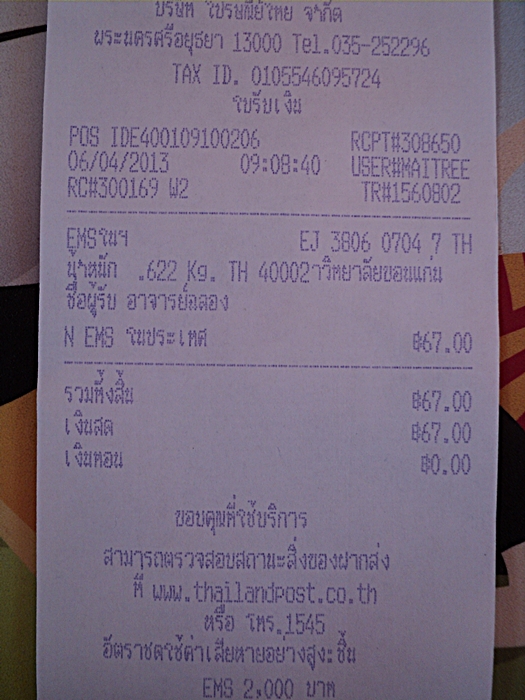 บริษัท ไปรษณีย์ไทย จำกัด
พระนครศรีอยุธยา 13000 Tel.035-252296
TAX ID. 0105546095724
ใบรับเงิน
POS IDE400109100206 RCPT#308650
06/04/2013 09:08:40 USER#MAITREE
RC#300169 W2 TR#1560802
EMSในฯ EJ 3806 0704 7 TH
น้ำหนัก .622 Kg. TH 40002าวิทยาลัยขอนแก่น
ชื่อผู้รับ อาจารย์ฉลอง
N EMS ในประเทศ ฿67.00
รวมทั้งสิ้น ฿67.00
เงินสด ฿67.00
เงินทอน ฿0.00
ขอบคุณที่ใช้บริการ
สามารถตรวจสอบสถานะสิ่งของฝากส่ง
ที่ www.thailandpost.co.th
หรือ โทร.1545
อัตราชดใช้ค่าเสียหายอย่างสูง:ชิ้น
EMS 2,000 บาท